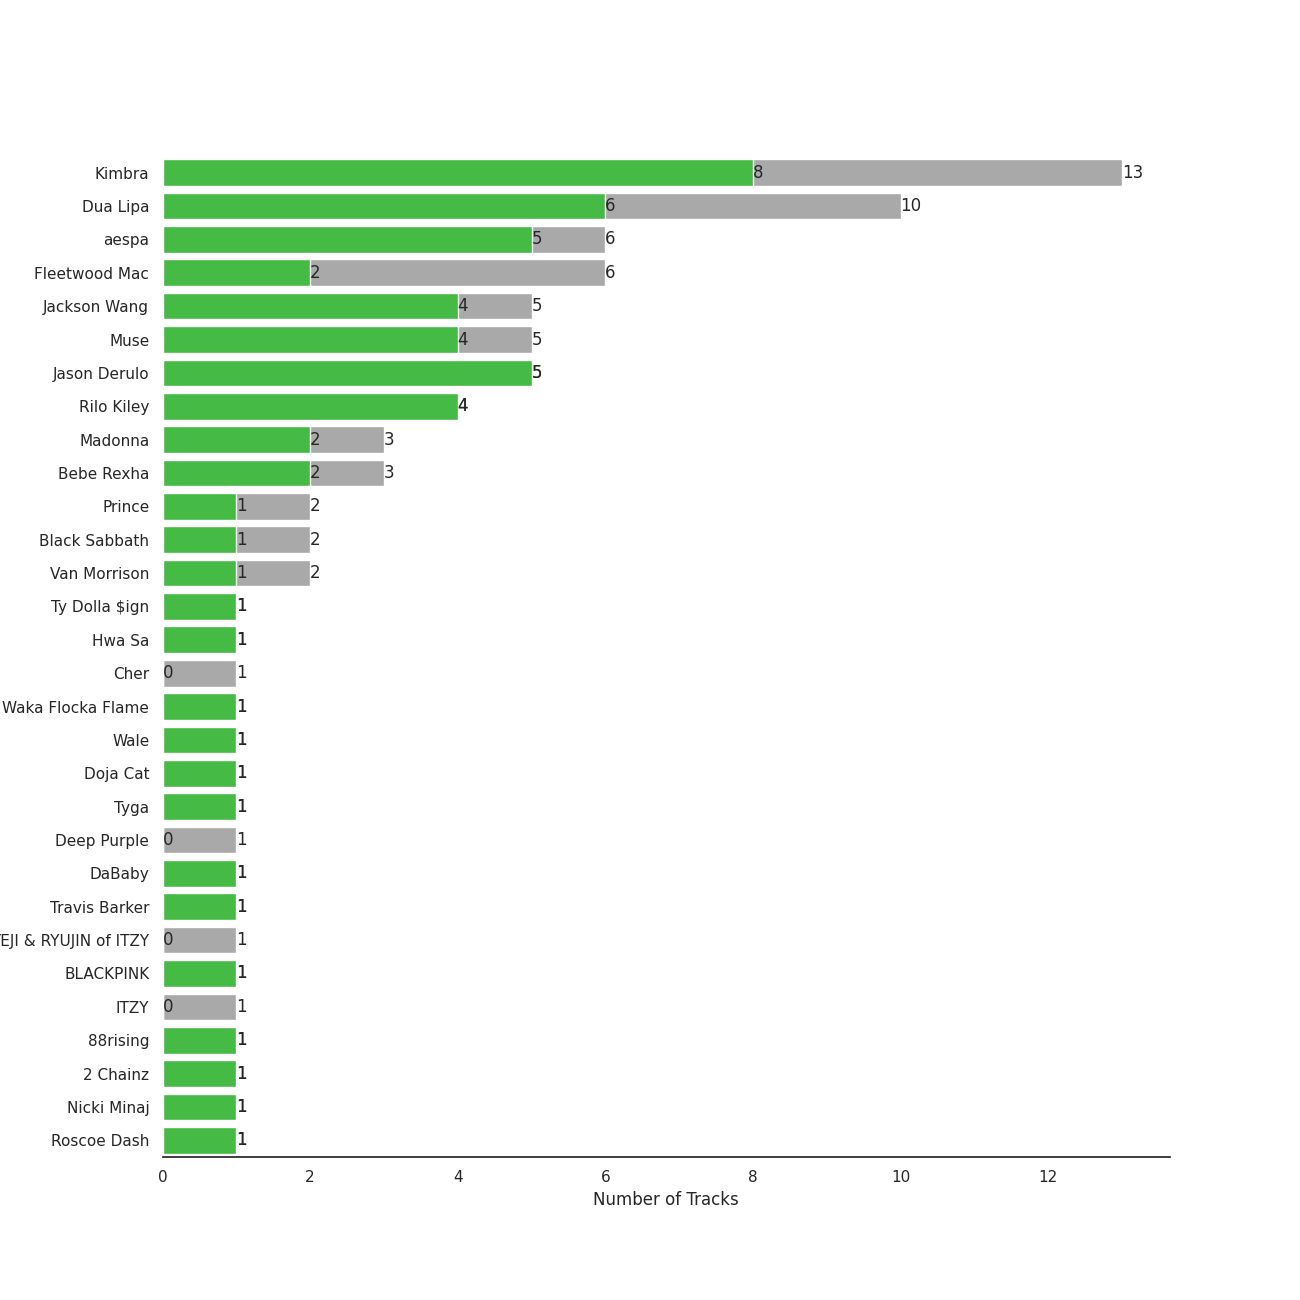 Kimbra 8 13
Dua Lipa 6 10
aespa 5 6
Fleetwood Mac 2 6
Jackson Wang 4 5
Muse 4 5
Jason Derulo 5
Rilo Kiley 4
Madonna 2 3
Bebe Rexha 2 3
Prince 1 2
Black Sabbath 1 2
Van Morrison 1 2
Ty Dolla $ign 1
Hwa Sa 1
Cher 0 1
Waka Flocka Flame 1
Wale 1
Doja Cat 1
Tyga 1
Deep Purple 0 1
DaBaby 1
Travis Barker 1
& RYUJIN of ITZY 0 1
BLACKPINK 1
ITZY 0 1
88rising 1
2 Chainz 1
Nicki Minaj 1
Roscoe Dash 1
0 2 4 6 8 10 12
Number of Tracks